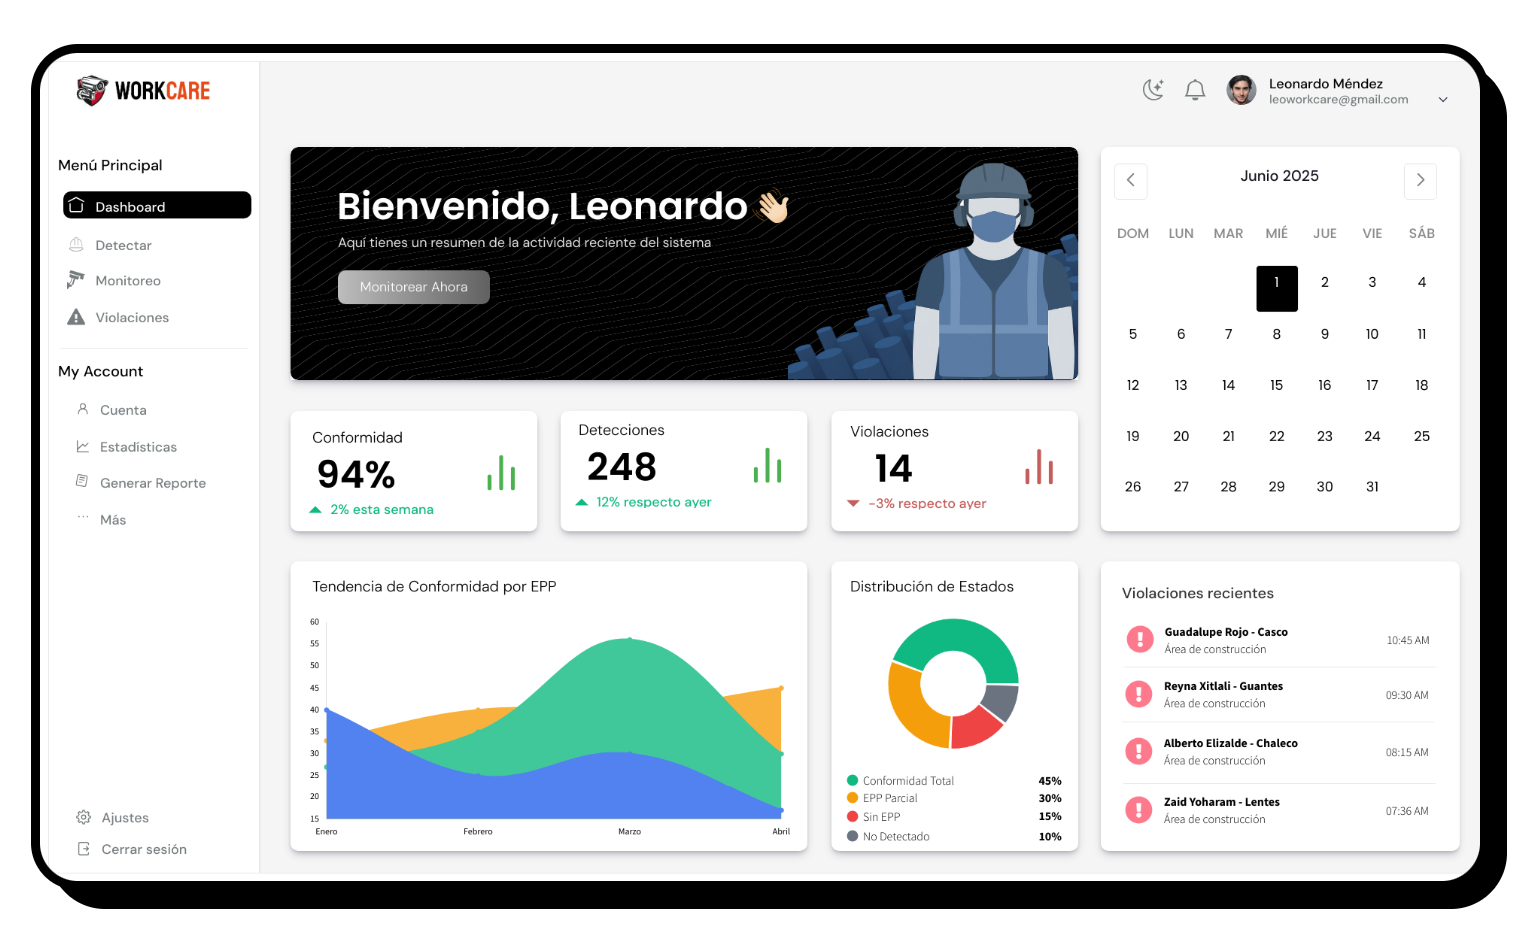 WORKCARE
Leonardo Méndez
leoworkcare@gmail.com
Menú Principal
Dashboard
Detectar
Monitoreo
Violaciones
My Account
Cuenta
Estadísticas
Generar Reporte
Más
Ajustes
Cerrar sesión
Bienvenido, Leonardo
Aquí tienes un resumen de la actividad reciente del sistema
Monitorear Ahora
Junio 2025
DOM LUN MAR MIÉ JUE VIE SÁB
1 2 3 4
5 6 7 8 9 10 11
12 13 14 15 16 17 18
19 20 21 22 23 24 25
26 27 28 29 30 31
Conformidad
94%
2% esta semana
Detecciones
248
12% respecto ayer
Violaciones
14
-3% respecto ayer
Tendencia de Conformidad por EPP
60
55
50
45
40
35
30
25
20
15
Enero Febrero Marzo Abril
Distribución de Estados
Conformidad Total 45%
EPP Parcial 30%
Sin EPP 15%
No Detectado 10%
Violaciones recientes
Guadalupe Rojo - Casco
Área de construcción
10:45 AM
Reyna Xitlali - Guantes
Área de construcción
09:30 AM
Alberto Elizalde - Chaleco
Área de construcción
08:15 AM
Zaid Yoharam - Lentes
Área de construcción
07:36 AM